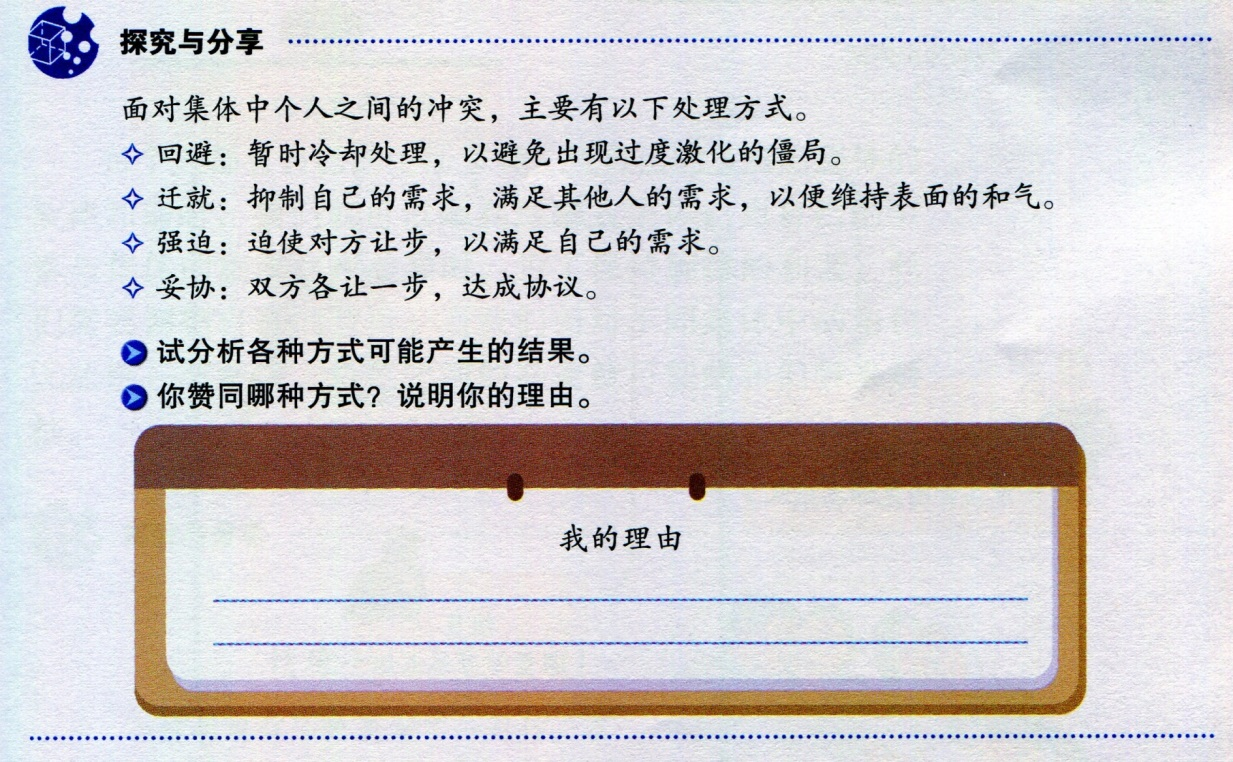 探究与分享
面对集体中个人之间的冲突，主要有以下处理方式。
回避：暂时冷却处理，以避免出现过度激化的僵局。
迁就：抑制自己的需求，满足其他人的需求，以便维持表面的和气。
强迫：迫使对方让步，以满足自己的需求。
妥协：双方各让一步，达成协议。
试分析各种方式可能产生的结果。
你赞同哪种方式？说明你的理由。
我的理由